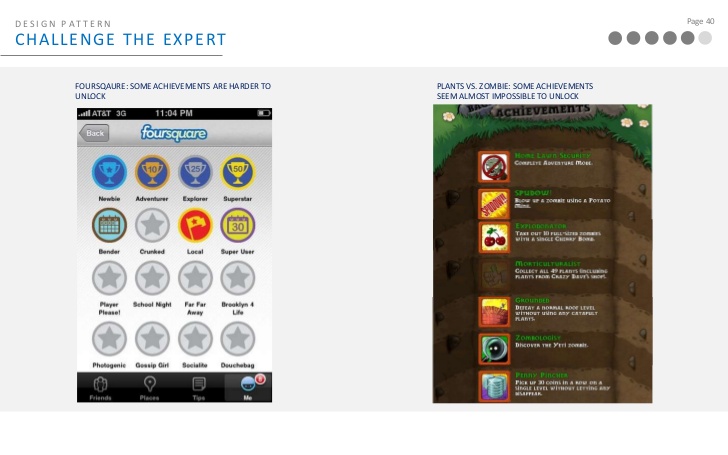 DESIGN PATTERN
CHALLENGE THE EXPERT
Page 40
FOURSQAURE: SOME ACHIEVEMENTS ARE HARDER TO
UNLOCK
AT&T 3G 11:04 PM
Back
foursquare
10 25 50
Newbie Adventurer Explorer Superstar
30
Bender Crunked Local Super User
Player School Night Far Far Brooklyn 4
Please! Away Life
Photogenic Gossip Girl Socialite Douchebag
Friends Places Tips Me
PLANTS VS. ZOMBIE: SOME ACHIEVEMENTS
SEEM ALMOST IMPOSSIBLE TO UNLOCK
ACHIEVEMENTS
Home Lawn Security
Complete Adventure Mode.
SPUDOW!
Blow up a zombie using a Potato
Mine.
Explodonator
Take out 10 full-sized zombies
with a single Cherry Bomb.
Morticulturalist
Collect all 49 plants (including
plants from Crazy Dave's shop).
Grounded
Defeat a normal roof level
without using any catapult
plants.
Zombologist
Discover the Yeti zombie.
Penny Pincher
Pick up 30 coins in a row on a
single level without letting any
disappear.